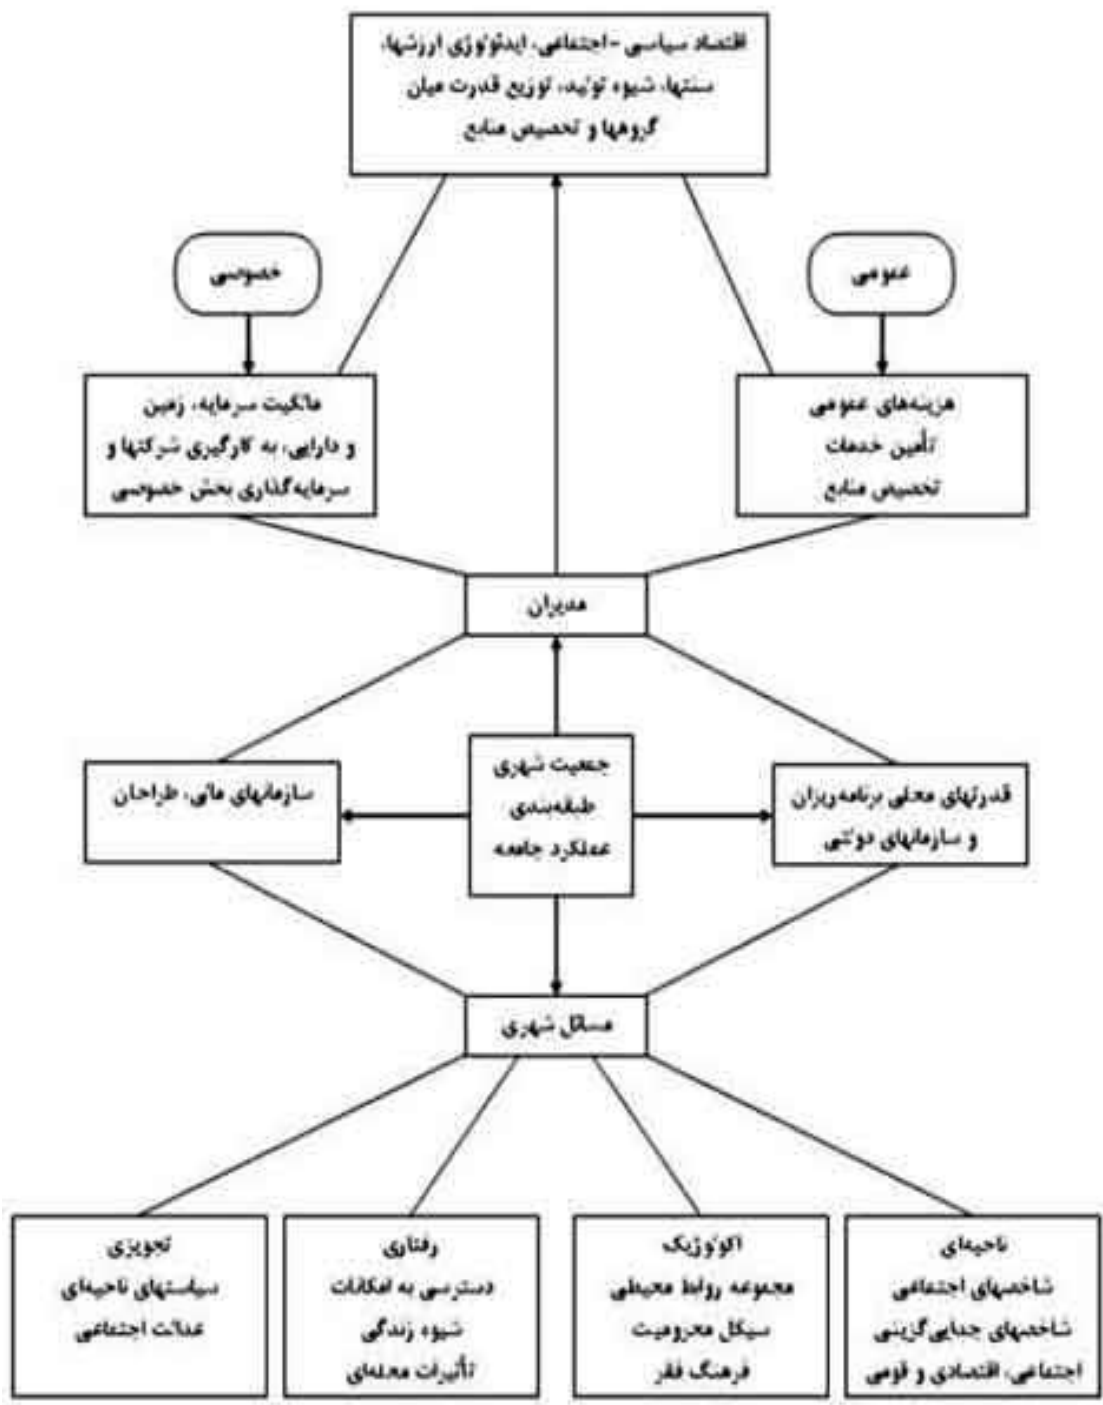 اقتصاد سیاسی -اجتماعی، ایدئولوژی ارزشها،
سنتها، شیوه تولید، توزیع قدرت میان
گروهها و تخصیص منابع
عمومی
خصوصی
هزینه‌های عمومی
تأمین خدمات
تخصیص منابع
مالکیت سرمایه، زمین
و دارایی، به کارگیری شرکتها و
سرمایه‌گذاری بخش خصوصی
مدیران
قدرتهای محلی برنامه‌ریزان
و سازمانهای دولتی
جمعیت شهری
طبقه‌بندی
عملکرد جامعه
سازمانهای مالی، طراحان
مسائل شهری
ناحیه‌ای
شاخصهای اجتماعی
شاخصهای جدایی‌گزینی
اجتماعی، اقتصادی و قومی
اکولوژیک
مجموعه روابط محیطی
سیکل محرومیت
فرهنگ فقر
رفتاری
دسترسی به امکانات
شیوه زندگی
تأثیرات محله‌ای
تجویزی
سیاستهای ناحیه‌ای
عدالت اجتماعی